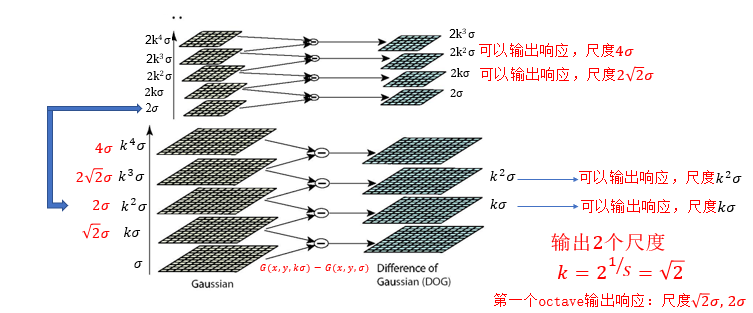 ..
2k⁴σ
2k³σ
2k²σ
2kσ
2σ
2k³σ
2k²σ 可以输出响应，尺度4σ
2kσ 可以输出响应，尺度2√2σ
2σ
4σ k⁴σ
2√2σ k³σ
2σ k²σ
√2σ kσ
σ
k²σ 可以输出响应，尺度k²σ
kσ 可以输出响应，尺度kσ
G(x,y,kσ) − G(x,y,σ)
Gaussian
Difference of
Gaussian (DOG)
输出2个尺度
k = 2^{1/S} = √2
第一个octave输出响应：尺度√2σ, 2σ